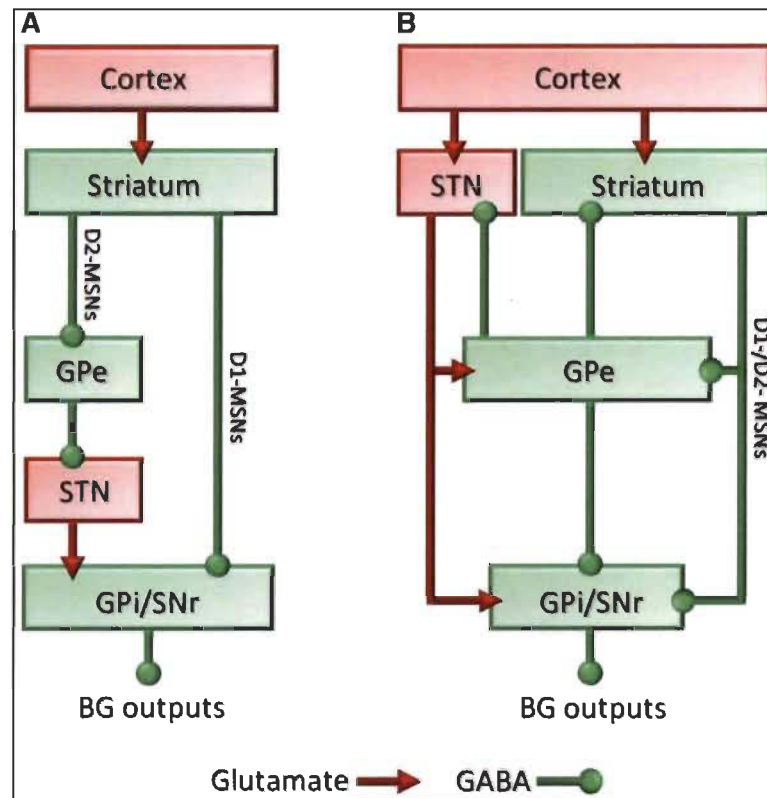 A
Cortex
Striatum
D2-MSNs
D1-MSNs
GPe
STN
GPi/SNr
BG outputs
B
Cortex
STN
Striatum
GPe
D1-/D2- MSNs
GPi/SNr
BG outputs
Glutamate
GABA